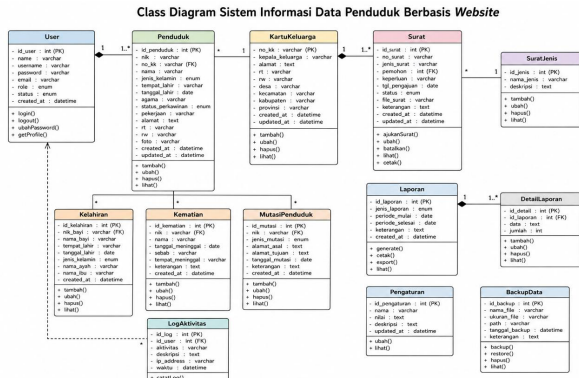 Class Diagram Sistem Informasi Data Penduduk Berbasis Website
User
- id_user : int (PK)
- name : varchar
- username : varchar
- password : varchar
- email : varchar
- role : enum
- status : enum
- created_at : datetime
+ login()
+ logout()
+ ubahPassword()
+ getProfile()
1
1..*
Penduduk
- id_penduduk : int (PK)
- nik : varchar
- no_kk : varchar (FK)
- nama : varchar
- jenis_kelamin : enum
- tempat_lahir : varchar
- tanggal_lahir : date
- agama : varchar
- status_perkawinan : enum
- pekerjaan : varchar
- alamat : text
- rt : varchar
- rw : varchar
- foto : varchar
- created_at : datetime
- updated_at : datetime
+ tambah()
+ ubah()
+ hapus()
+ lihat()
*
1
KartuKeluarga
- no_kk : varchar (PK)
- kepala_keluarga : varchar
- alamat : text
- rt : varchar
- rw : varchar
- desa : varchar
- kecamatan : varchar
- kabupaten : varchar
- provinsi : varchar
- created_at : datetime
- updated_at : datetime
+ tambah()
+ ubah()
+ hapus()
+ lihat()
1
1..*
Surat
- id_surat : int (PK)
- no_surat : varchar
- jenis_surat : varchar
- pemohon : int (FK)
- keperluan : varchar
- tgl_pengajuan : date
- status : enum
- file_surat : varchar
- keterangan : text
- created_at : datetime
- updated_at : datetime
+ ajukanSurat()
+ ubah()
+ batalkan()
+ lihat()
+ cetak()
*
1
SuratJenis
- id_jenis : int (PK)
- nama_jenis : varchar
- deskripsi : text
+ tambah()
+ ubah()
+ hapus()
+ lihat()
*
*
*
Kelahiran
- id_kelahiran : int (PK)
- nik_bayi : varchar (FK)
- nama_bayi : varchar
- tempat_lahir : varchar
- tanggal_lahir : date
- jenis_kelamin : enum
- nama_ayah : varchar
- nama_ibu : varchar
- created_at : datetime
+ tambah()
+ ubah()
+ hapus()
+ lihat()
Kematian
- id_kematian : int (PK)
- nik : varchar (FK)
- nama : varchar
- tanggal_meninggal : date
- sebab : varchar
- tempat_meninggal : varchar
- keterangan : text
- created_at : datetime
+ tambah()
+ ubah()
+ hapus()
+ lihat()
MutasiPenduduk
- id_mutasi : int (PK)
- nik : varchar (FK)
- jenis_mutasi : enum
- alamat_asal : text
- alamat_tujuan : text
- tanggal_mutasi : date
- keterangan : text
- created_at : datetime
+ tambah()
+ ubah()
+ hapus()
+ lihat()
Laporan
- id_laporan : int (PK)
- jenis_laporan : enum
- periode_mulai : date
- periode_selesai : date
- keterangan : text
- created_at : datetime
+ generate()
+ cetak()
+ export()
+ lihat()
1
1..*
DetailLaporan
- id_detail : int (PK)
- id_laporan : int (FK)
- data : text
- jumlah : int
+ tambah()
+ ubah()
+ hapus()
+ lihat()
Pengaturan
- id_pengaturan : int (PK)
- nama : varchar
- nilai : text
- deskripsi : text
- updated_at : datetime
+ ubah()
+ lihat()
BackupData
- id_backup : int (PK)
- nama_file : varchar
- ukuran_file : varchar
- path : varchar
- tanggal_backup : datetime
- keterangan : text
+ backup()
+ restore()
+ hapus()
+ lihat()
*
LogAktivitas
- id_log : int (PK)
- id_user : int (FK)
- aktivitas : varchar
- deskripsi : text
- ip_address : varchar
- waktu : datetime
+ catatLog()